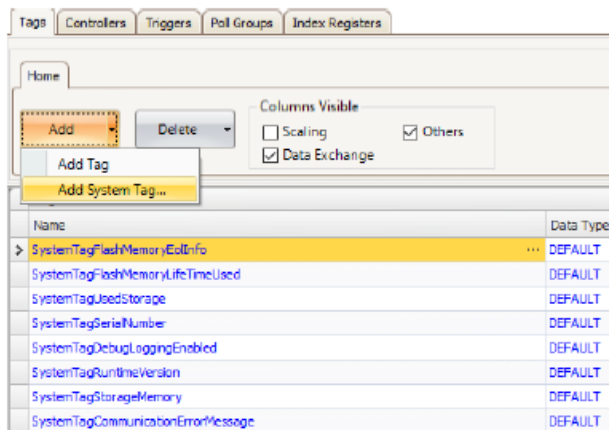 Tags Controllers Triggers Poll Groups Index Registers
Home
Columns Visible
Add Delete Scaling Others
Data Exchange
Add Tag
Add System Tag...
Name Data Type
SystemTagFlashMemoryEolInfo ... DEFAULT
SystemTagFlashMemoryLifeTimeUsed DEFAULT
SystemTagUsedStorage DEFAULT
SystemTagSerialNumber DEFAULT
SystemTagDebugLoggingEnabled DEFAULT
SystemTagRuntimeVersion DEFAULT
SystemTagStorageMemory DEFAULT
SystemTagCommunicationErrorMessage DEFAULT